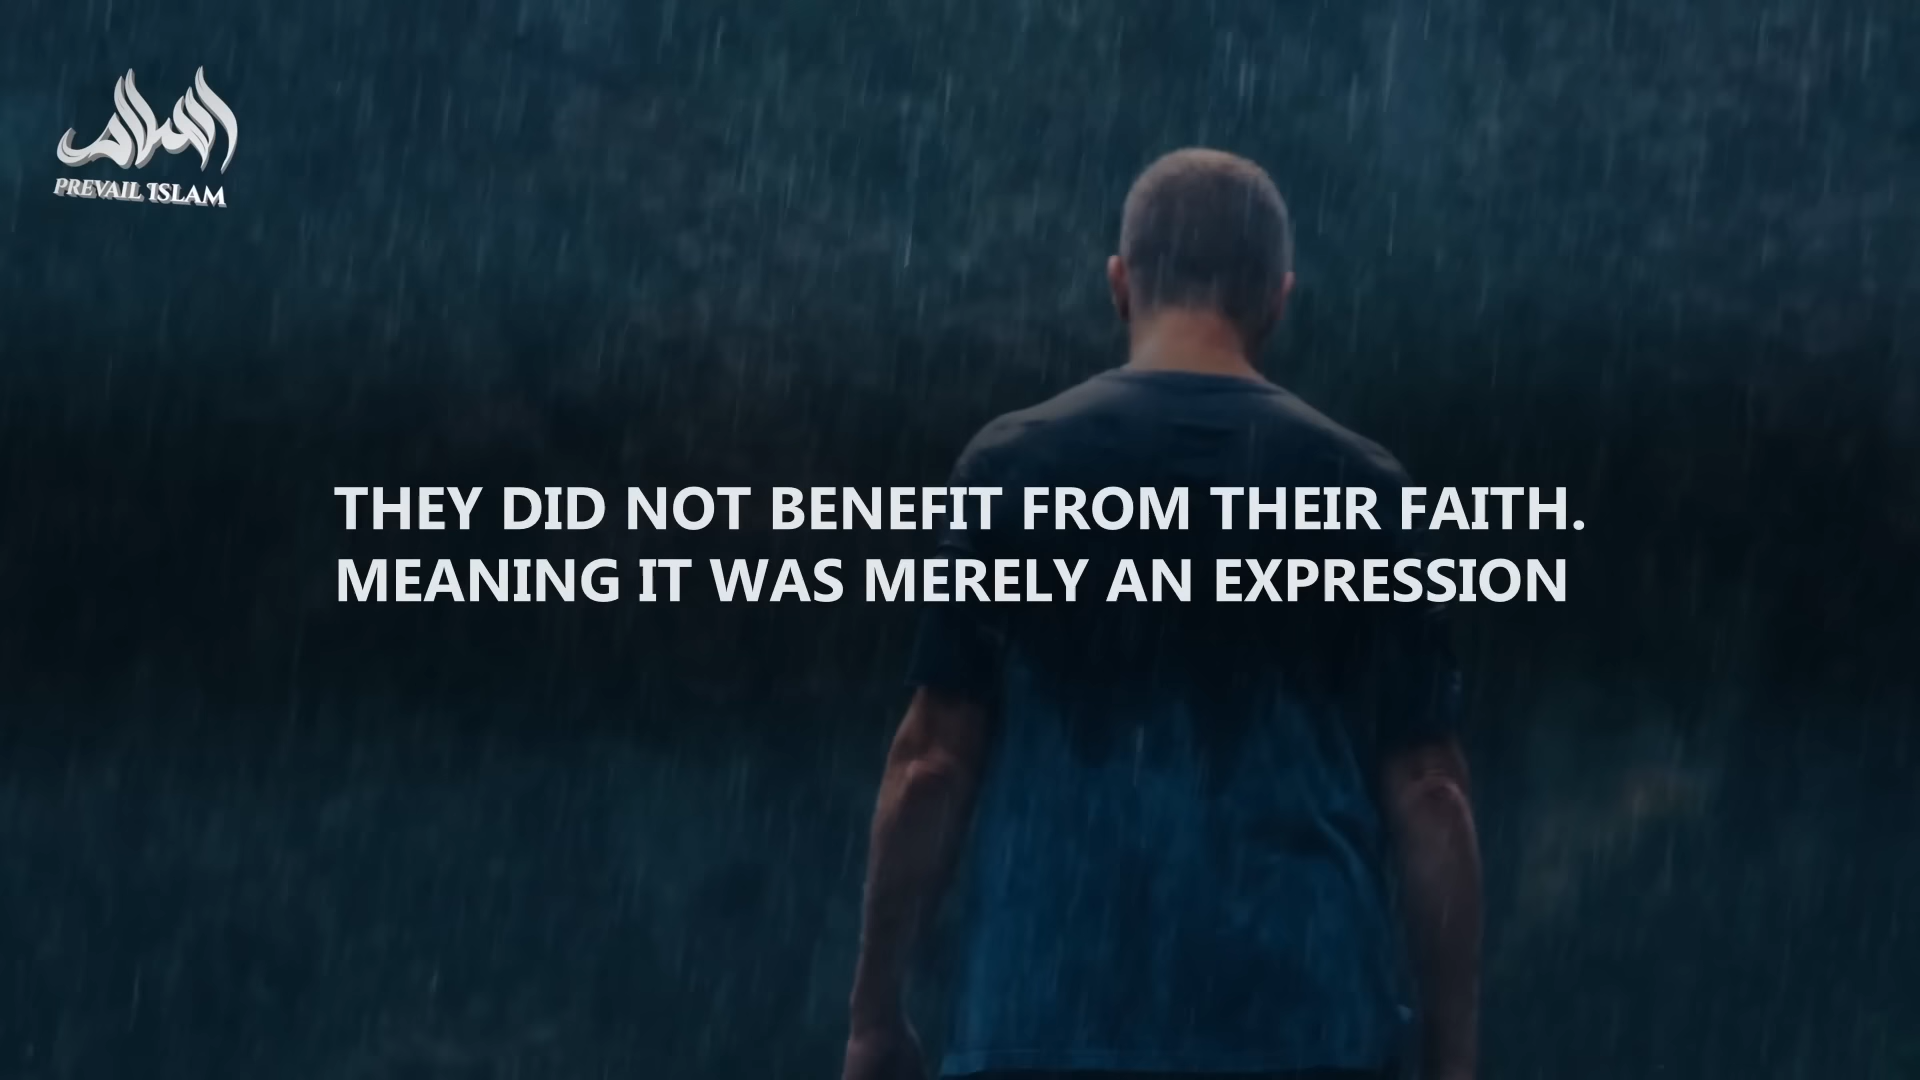 PREVAIL ISLAM
THEY DID NOT BENEFIT FROM THEIR FAITH.
MEANING IT WAS MERELY AN EXPRESSION